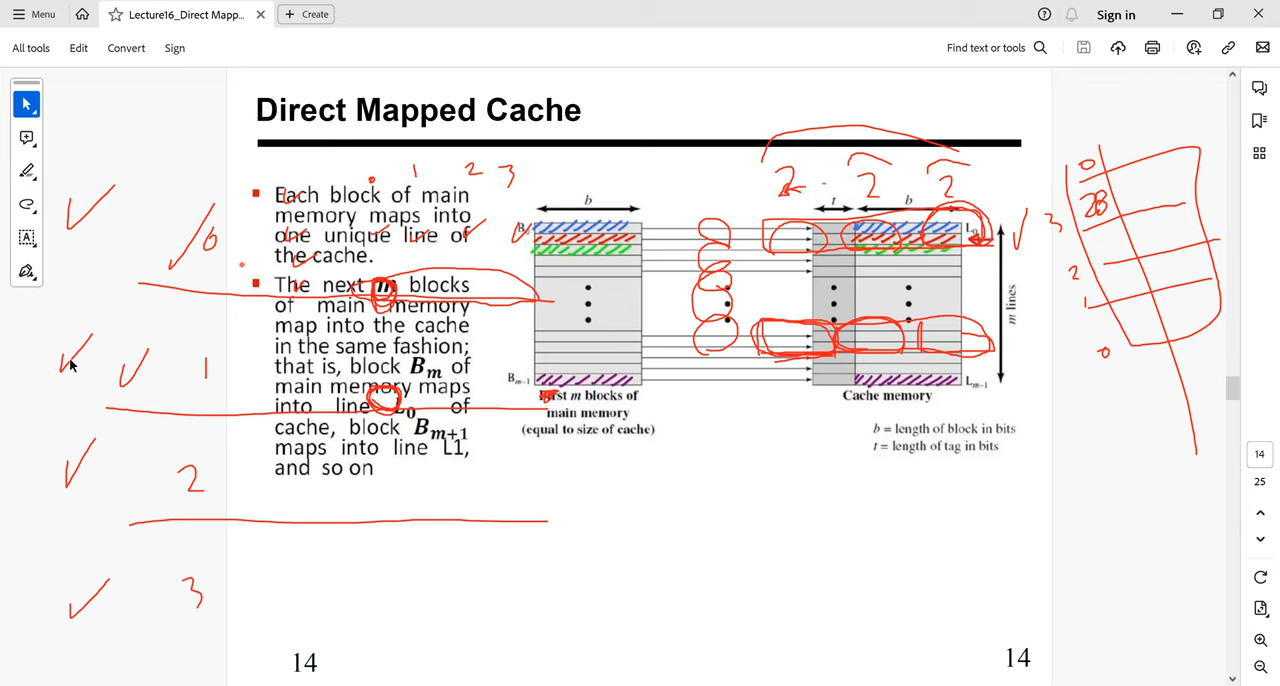 Menu
Lecture16_Direct Mapp...
Create
Sign in
All tools Edit Convert Sign
Find text or tools
Direct Mapped Cache
1 2 3
Each block of main
memory maps into
one unique line of
the cache.
The next m blocks
of main memory
map into the cache
in the same fashion;
that is, block Bm of
main memory maps
into line L0 of
cache, block Bm+1
maps into line L1,
and so on
0
1
2
3
b
B0
Bm–1
First m blocks of
main memory
(equal to size of cache)
2 2 2
t b
L0
m lines
Lm–1
Cache memory
b = length of block in bits
t = length of tag in bits
0
28
3
2
1
0
14
25
14
14